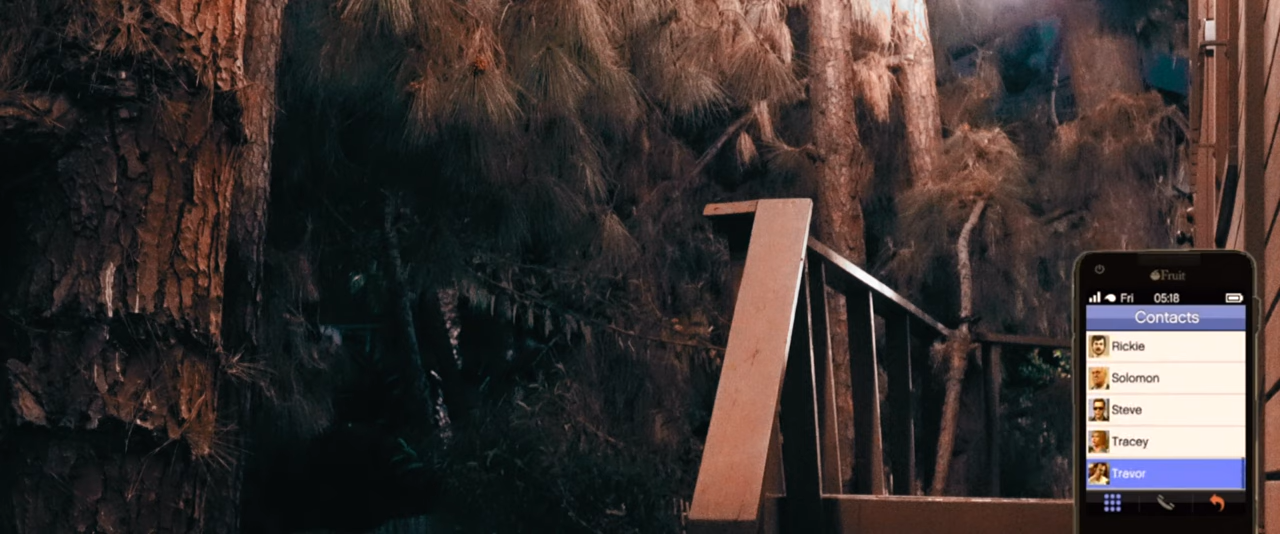 Fruit
Fri 05:18
Contacts
Rickie
Solomon
Steve
Tracey
Trevor